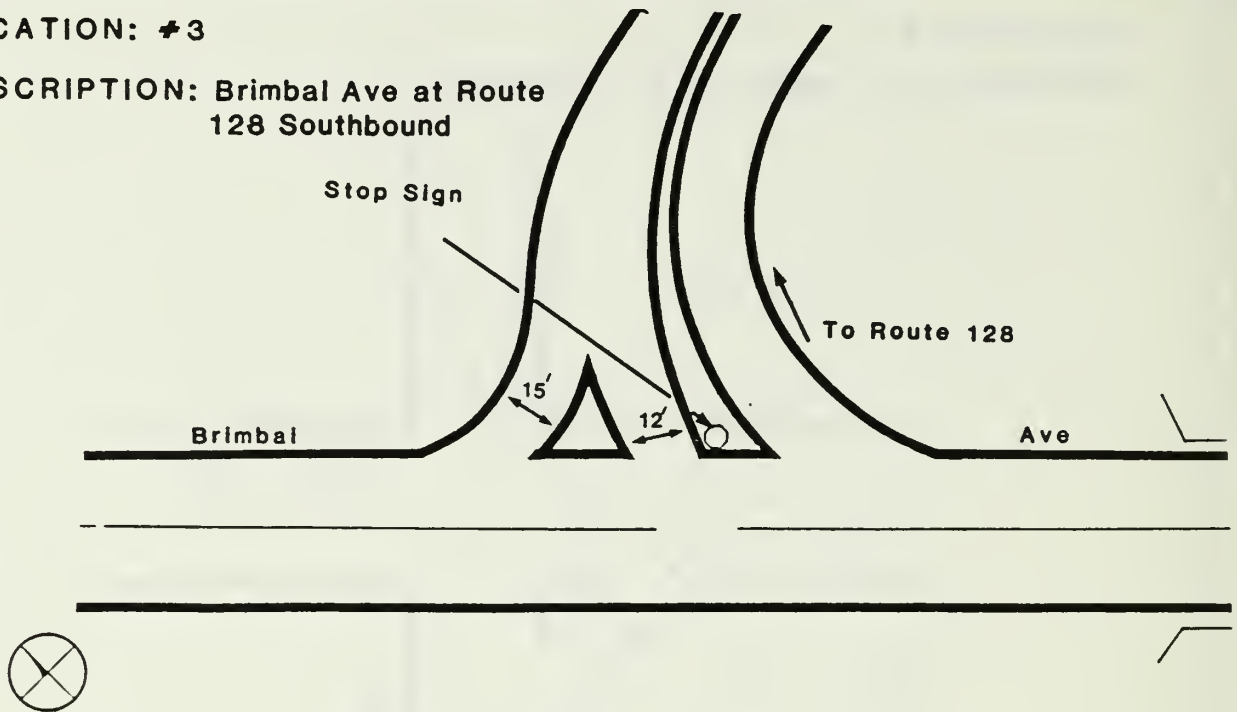 CATION: #3
SCRIPTION: Brimbal Ave at Route
128 Southbound
Stop Sign
To Route 128
15'
12'
Brimbal
Ave